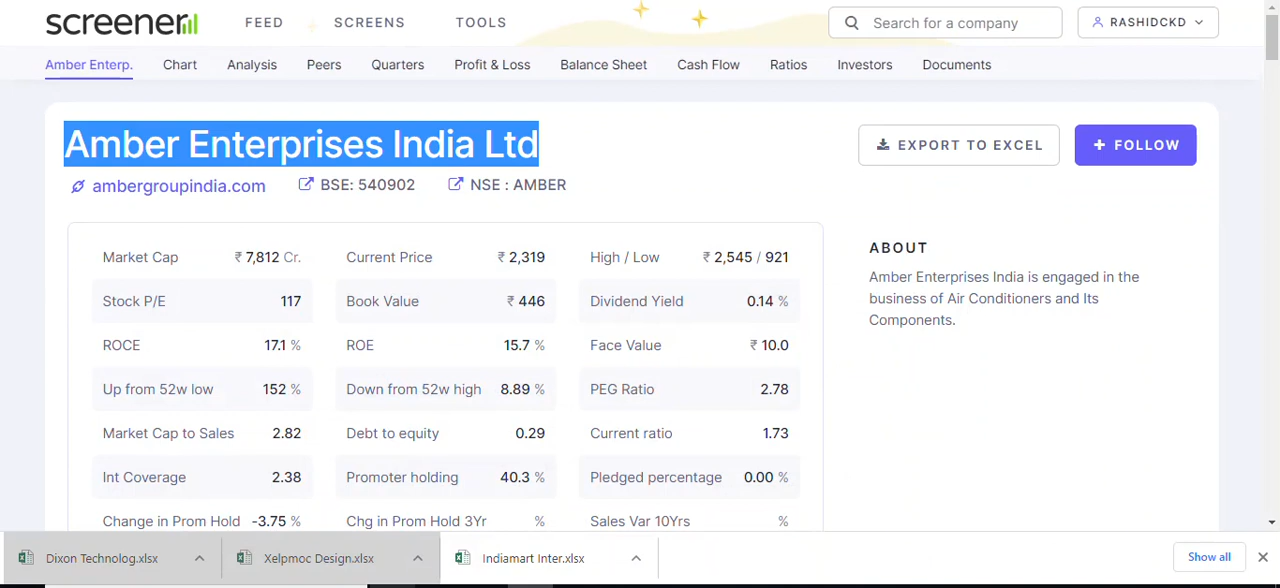 screener
FEED SCREENS TOOLS Search for a company RASHIDCKD
Amber Enterp. Chart Analysis Peers Quarters Profit & Loss Balance Sheet Cash Flow Ratios Investors Documents
Amber Enterprises India Ltd
EXPORT TO EXCEL + FOLLOW
ambergroupindia.com BSE: 540902 NSE : AMBER
Market Cap ₹ 7,812 Cr. Current Price ₹ 2,319 High / Low ₹ 2,545 / 921
Stock P/E 117 Book Value ₹ 446 Dividend Yield 0.14 %
ROCE 17.1 % ROE 15.7 % Face Value ₹ 10.0
Up from 52w low 152 % Down from 52w high 8.89 % PEG Ratio 2.78
Market Cap to Sales 2.82 Debt to equity 0.29 Current ratio 1.73
Int Coverage 2.38 Promoter holding 40.3 % Pledged percentage 0.00 %
Change in Prom Hold -3.75 % Chg in Prom Hold 3Yr % Sales Var 10Yrs %
ABOUT
Amber Enterprises India is engaged in the
business of Air Conditioners and Its
Components.
Dixon Technolog.xlsx Xelpmoc Design.xlsx Indiamart Inter.xlsx Show all